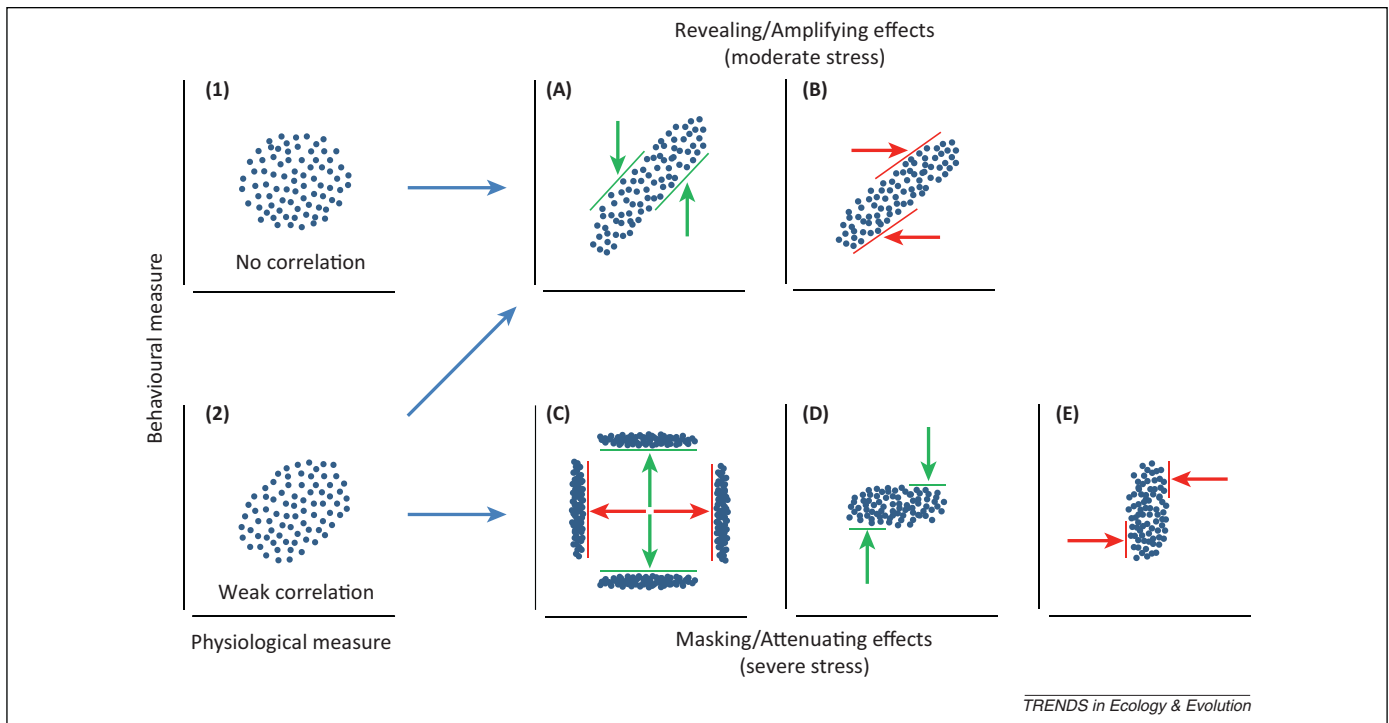 Revealing/Amplifying effects
(moderate stress)
(1)
(A)
(B)
No correlation
Behavioural measure
(2)
(C)
(D)
(E)
Weak correlation
Physiological measure
Masking/Attenuating effects
(severe stress)
TRENDS in Ecology & Evolution